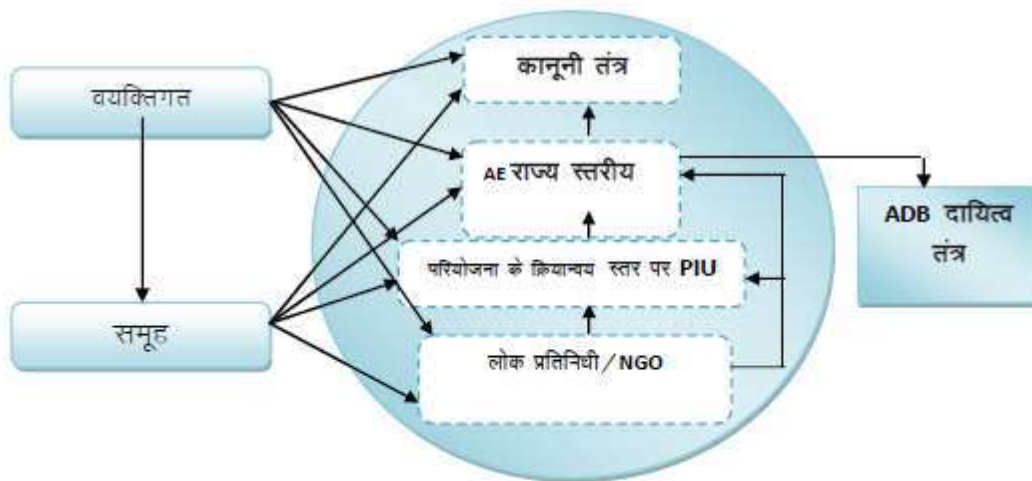 वयक्तिगत
समूह
कानूनी तंत्र
AE राज्य स्तरीय
परियोजना के क्रियान्वय स्तर पर PIU
लोक प्रतिनिधी/NGO
ADB दायित्व
तंत्र